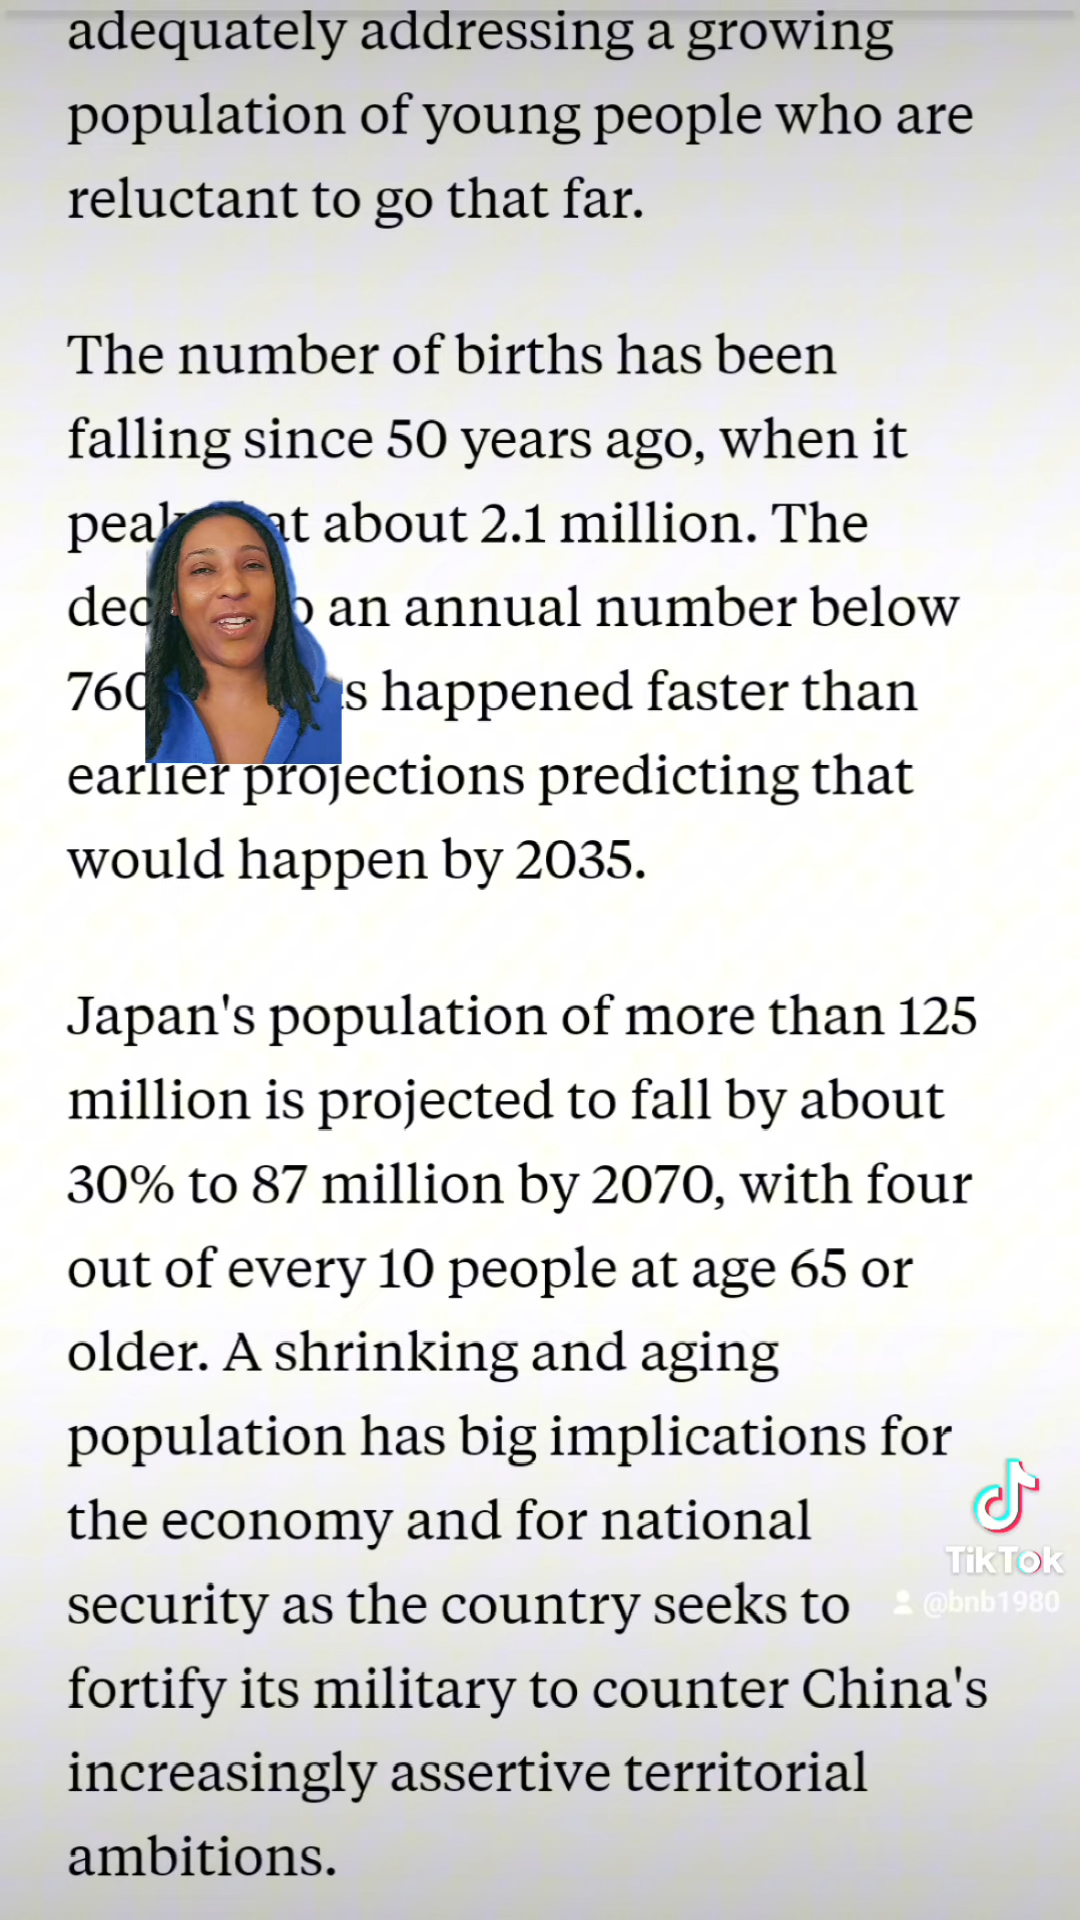 adequately addressing a growing
population of young people who are
reluctant to go that far.
The number of births has been
falling since 50 years ago, when it
at about 2.1 million. The
an annual number below
happened faster than
earlier projections predicting that
would happen by 2035.
Japan's population of more than 125
million is projected to fall by about
30% to 87 million by 2070, with four
out of every 10 people at age 65 or
older. A shrinking and aging
population has big implications for
the economy and for national
security as the country seeks to
fortify its military to counter China's
increasingly assertive territorial
ambitions.
TikTok
@bnb1980